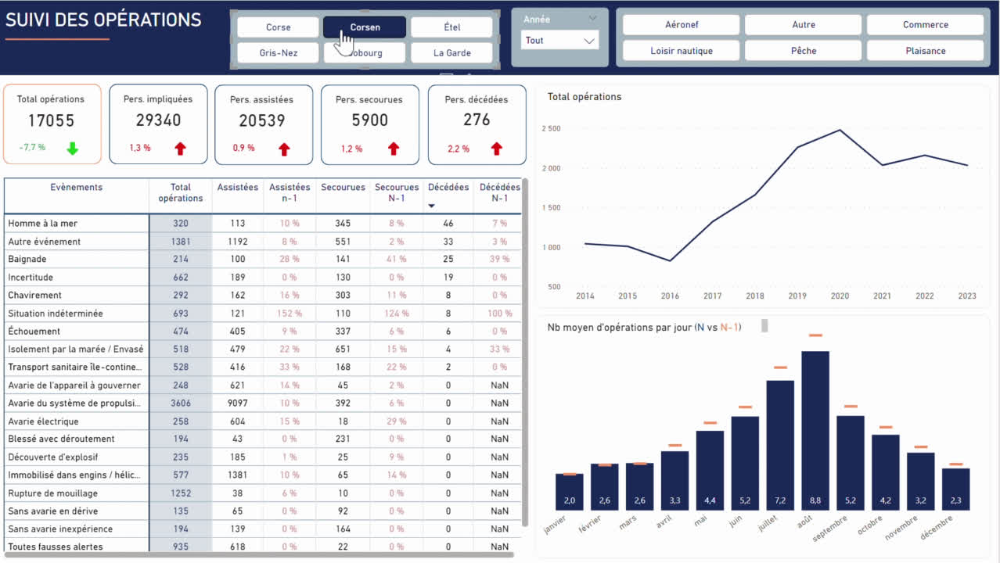 SUIVI DES OPÉRATIONS
Corse
Corsen
Étel
Gris-Nez
obourg
La Garde
Année
Tout
Aéronef
Autre
Commerce
Loisir nautique
Pêche
Plaisance
Total opérations
17055
-7,7 %
Pers. impliquées
29340
1,3 %
Pers. assistées
20539
0,9 %
Pers. secourues
5900
1,2 %
Pers. décédées
276
2,2 %
Evènements Total opérations Assistées Assistées n-1 Secourues Secourues N-1 Décédées Décédées N-1
Homme à la mer 320 113 10 % 345 8 % 46 7 %
Autre événement 1381 1192 8 % 551 2 % 33 3 %
Baignade 214 100 28 % 141 41 % 25 39 %
Incertitude 662 189 0 % 130 0 % 19 0 %
Chavirement 292 162 16 % 303 11 % 8 0 %
Situation indéterminée 693 121 152 % 110 124 % 8 100 %
Échouement 474 405 9 % 337 6 % 6 0 %
Isolement par la marée / Envasé 518 479 22 % 651 15 % 4 33 %
Transport sanitaire île-contine... 528 416 33 % 168 22 % 2 0 %
Avarie de l'appareil à gouverner 248 621 14 % 45 2 % 0 NaN
Avarie du système de propulsi... 3606 9097 10 % 392 6 % 0 NaN
Avarie électrique 258 604 15 % 18 29 % 0 NaN
Blessé avec déroutement 194 43 0 % 231 0 % 0 NaN
Découverte d'explosif 235 185 1 % 25 9 % 0 NaN
Immobilisé dans engins / hélic... 577 1381 10 % 65 14 % 0 NaN
Rupture de mouillage 1252 38 6 % 10 0 % 0 NaN
Sans avarie en dérive 135 65 0 % 92 0 % 0 NaN
Sans avarie inexpérience 194 139 0 % 164 0 % 0 NaN
Toutes fausses alertes 935 618 0 % 22 0 % 0 NaN
Total opérations
2 500
2 000
1 500
1 000
500
2014 2015 2016 2017 2018 2019 2020 2021 2022 2023
Nb moyen d'opérations par jour (N vs N-1)
2,0 2,6 2,6 3,3 4,4 5,2 7,2 8,8 5,2 4,2 3,2 2,3
janvier février mars avril mai juin juillet août septembre octobre novembre décembre